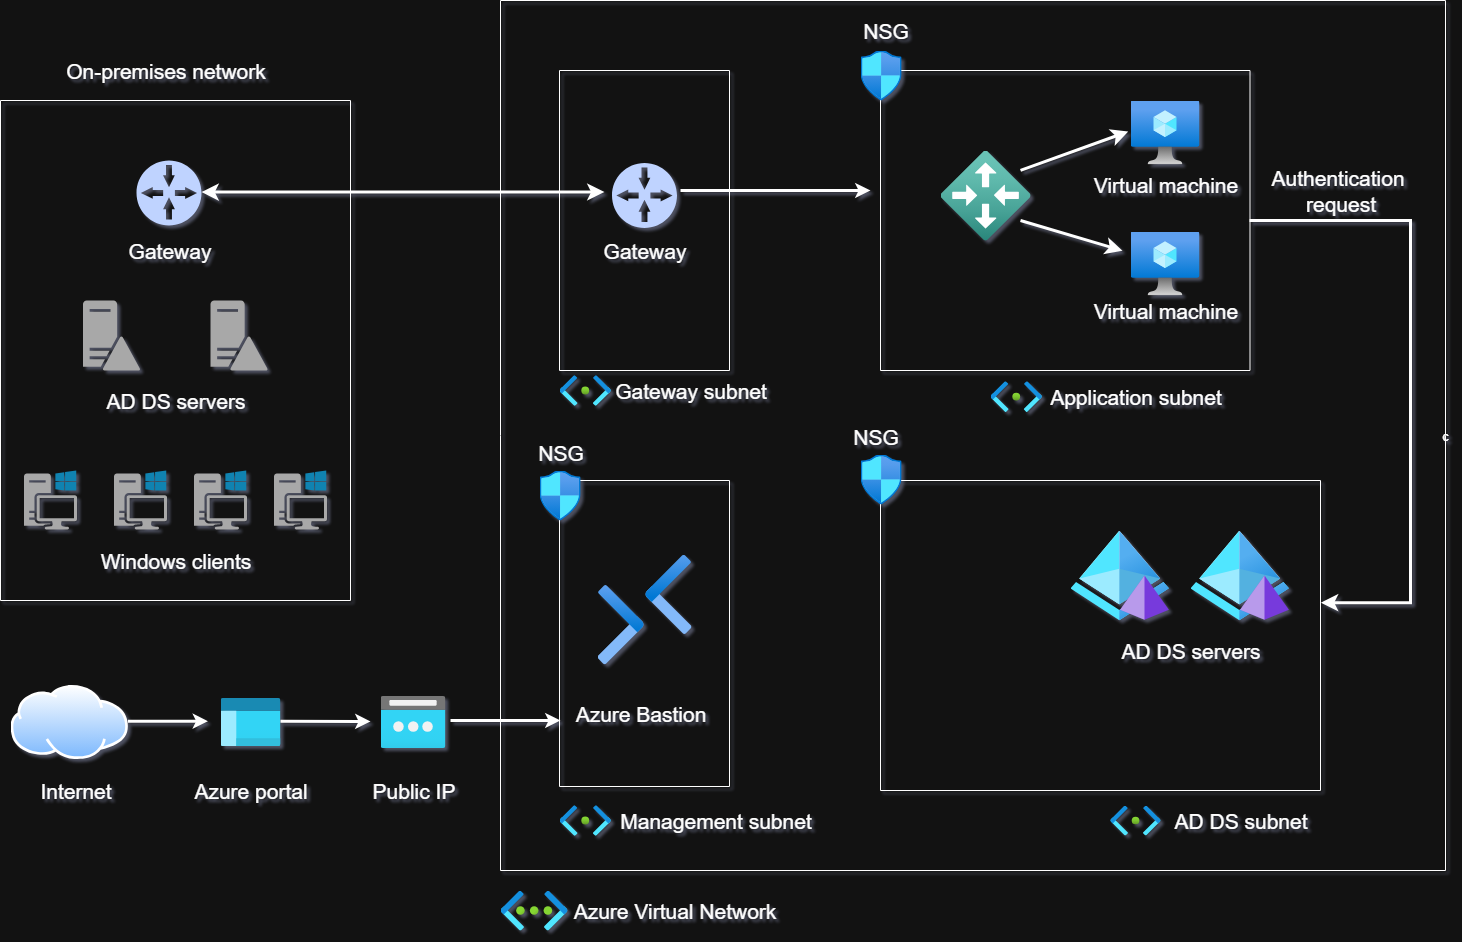 NSG
On-premises network
Gateway
AD DS servers
Windows clients
Gateway
Gateway subnet
Virtual machine
Virtual machine
Application subnet
Authentication
request
NSG
NSG
c
Azure Bastion
AD DS servers
Internet
Azure portal
Public IP
Management subnet
AD DS subnet
Azure Virtual Network